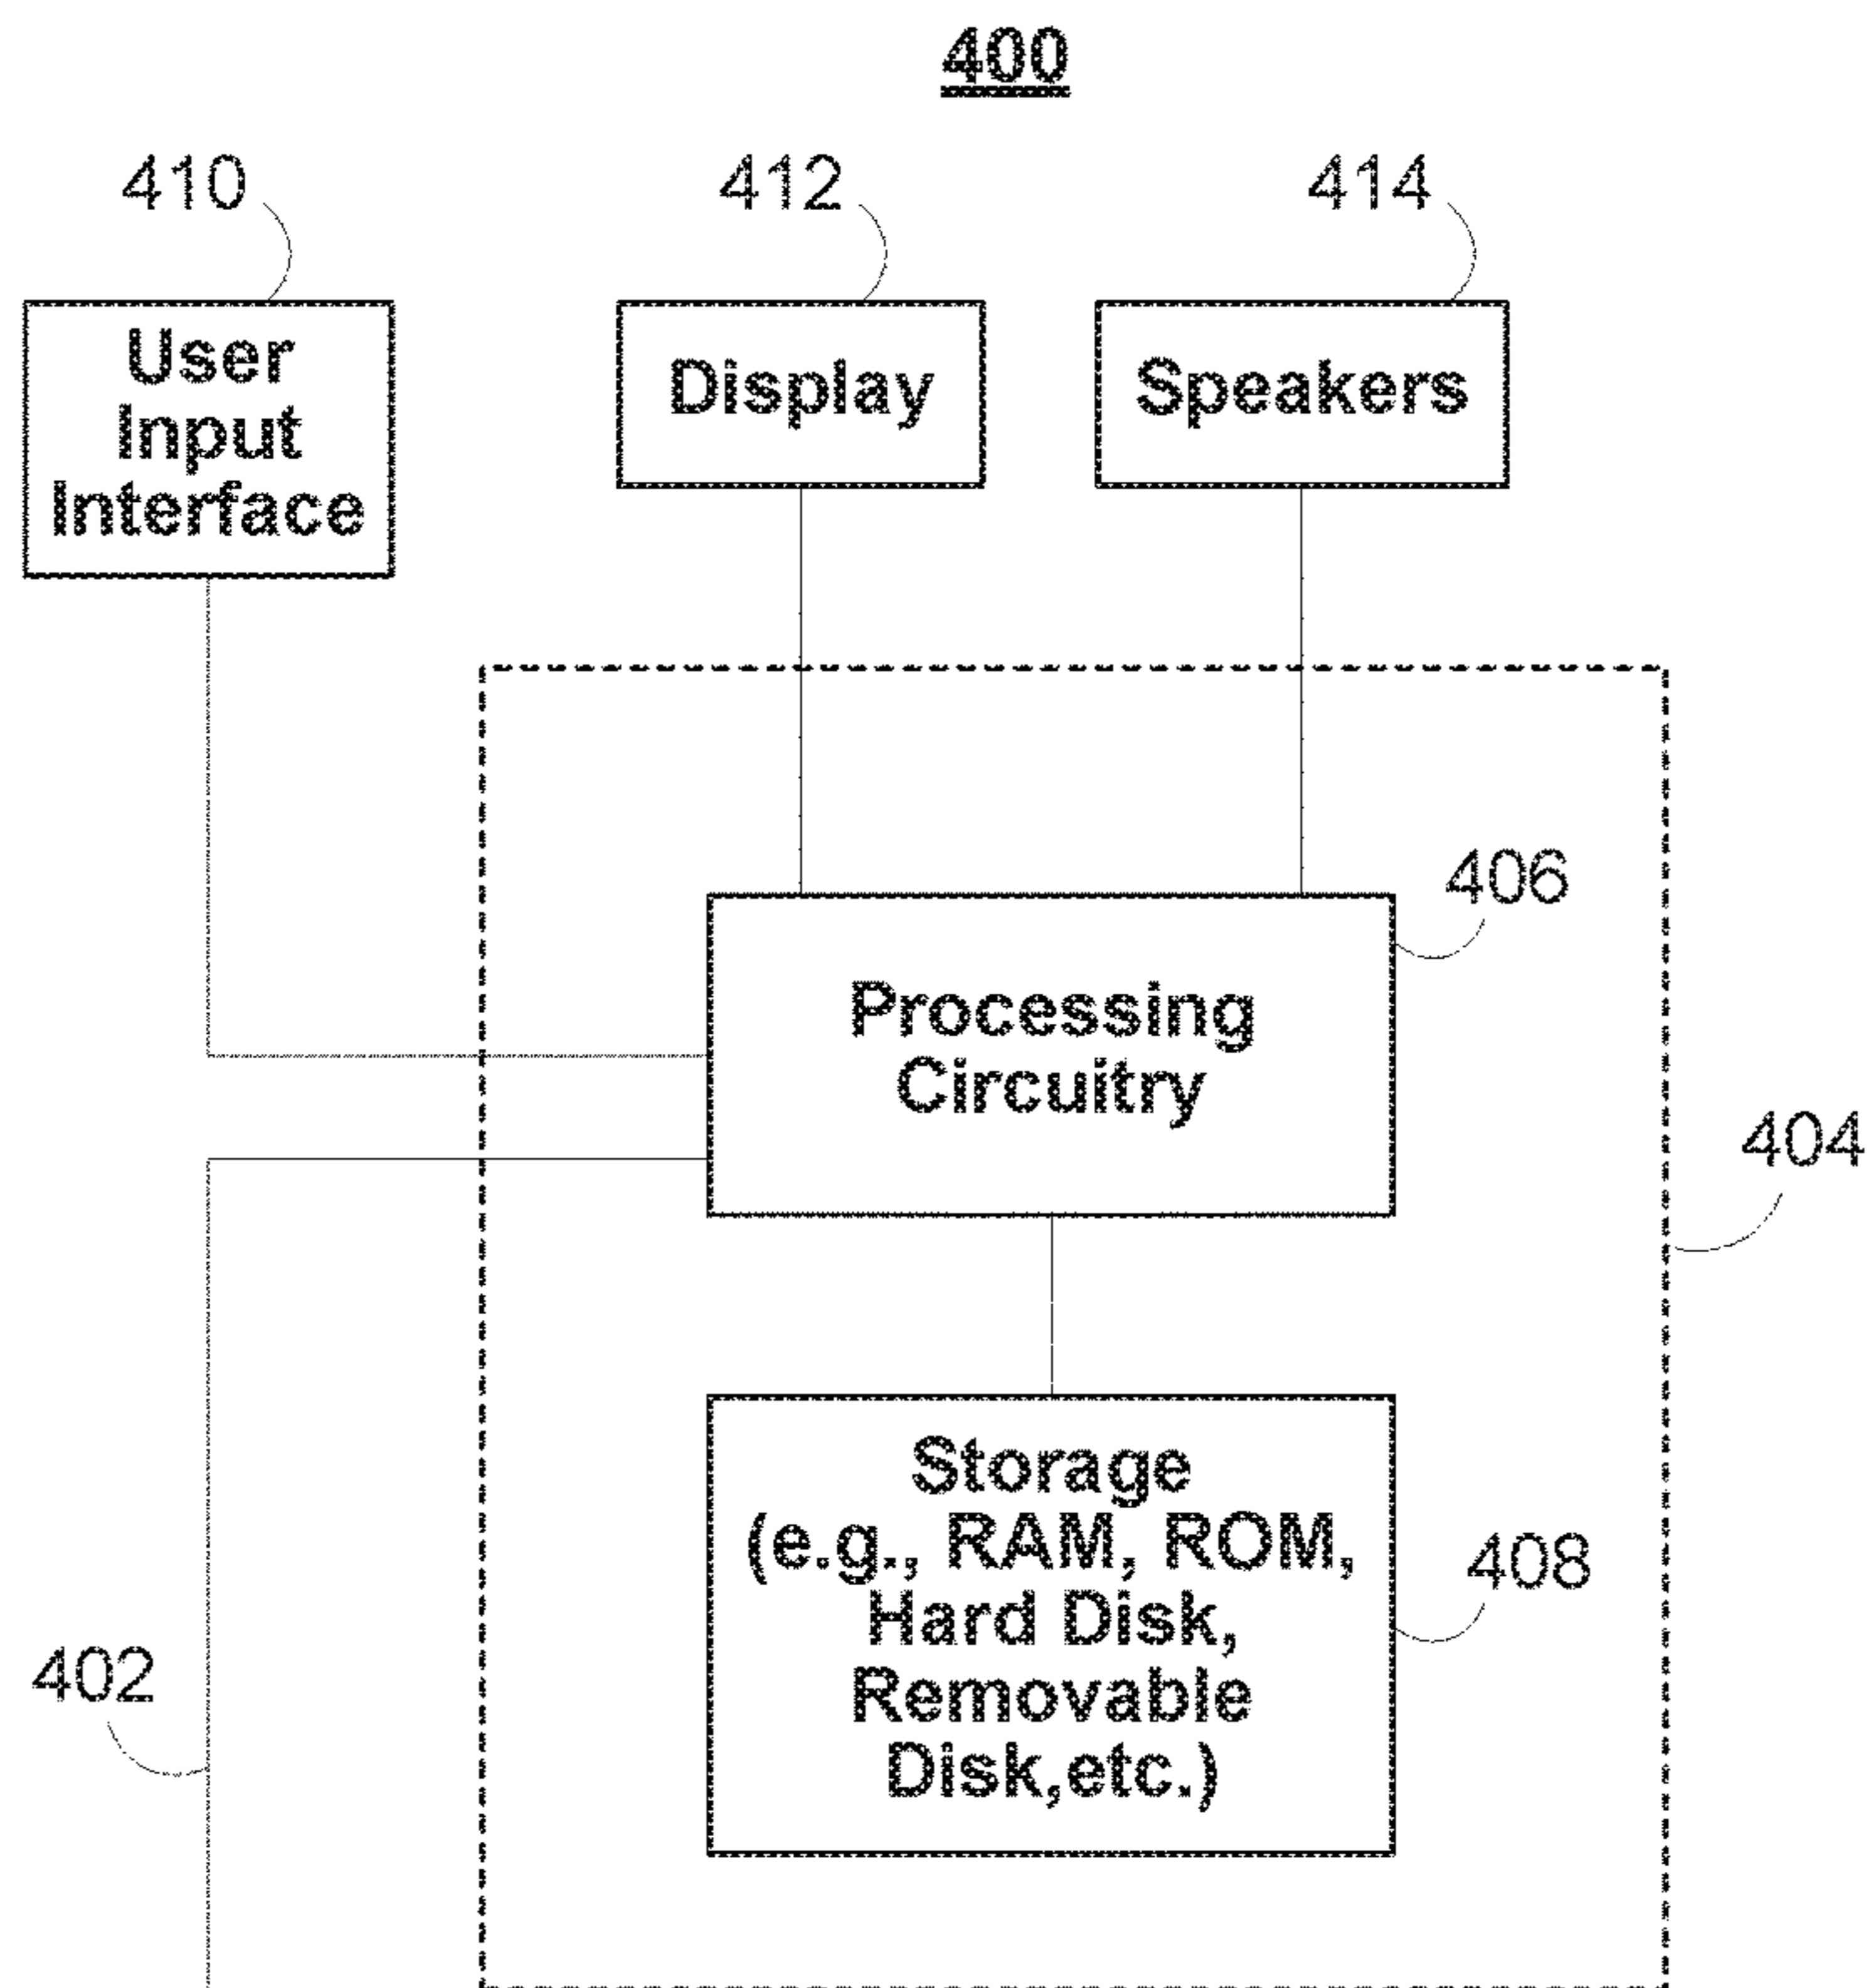 400
410
412
414
User
Input
Interface
Display
Speakers
406
Processing
Circuitry
404
Storage
(e.g., RAM, ROM,
Hard Disk,
Removable
Disk,etc.)
408
402